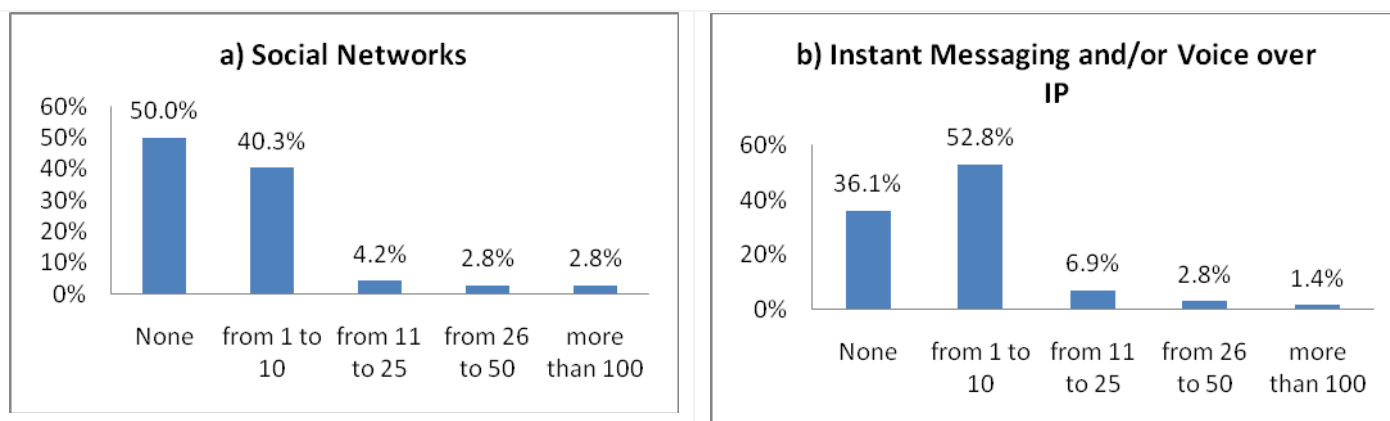 a) Social Networks
60%
50%
40%
30%
20%
10%
0%
50.0%
40.3%
4.2%
2.8%
2.8%
None
from 1 to
10
from 11
to 25
from 26
to 50
more
than 100
b) Instant Messaging and/or Voice over
IP
60%
40%
20%
0%
36.1%
52.8%
6.9%
2.8%
1.4%
None
from 1 to
10
from 11
to 25
from 26
to 50
more
than 100